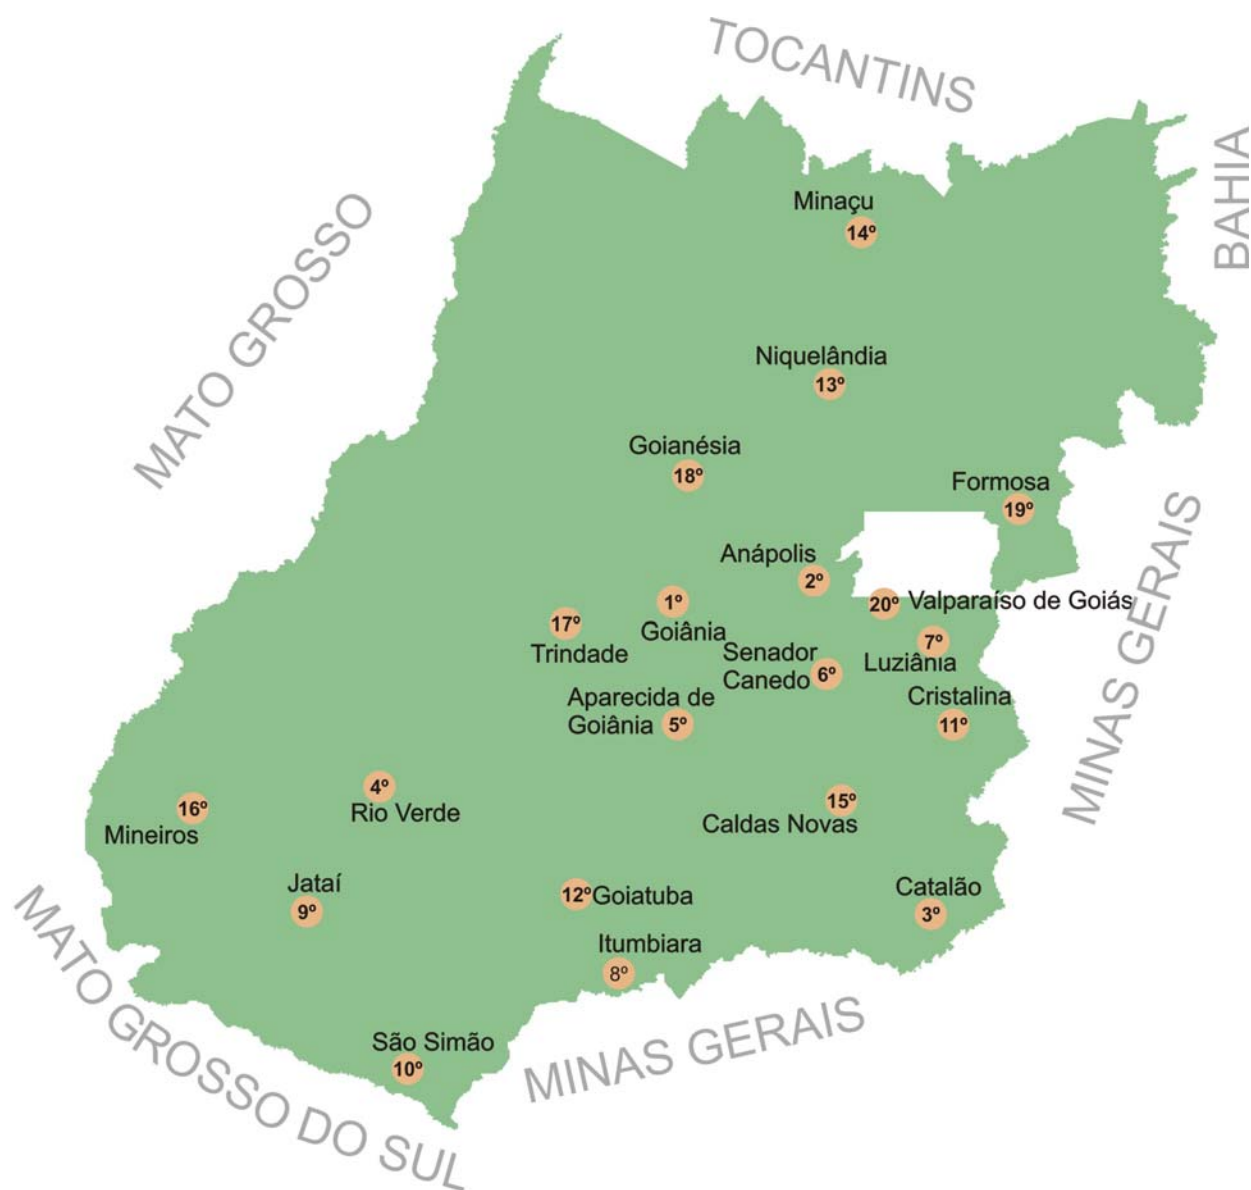 TOCANTINS
BAHIA
MATO GROSSO
Minaçu
14º
Niquelândia
13º
Goianésia
18º
Formosa
19º
MINAS GERAIS
Anápolis
2º
1º
Goiânia
20º Valparaíso de Goiás
17º
Trindade
7º
Luziânia
Senador
Canedo 6º
Aparecida de
Goiânia 5º
Cristalina
11º
4º
Rio Verde
16º
Mineiros
15º
Caldas Novas
Jataí
9º
12º Goiatuba
Catalão
3º
Itumbiara
8º
São Simão
10º
MATO GROSSO DO SUL
MINAS GERAIS